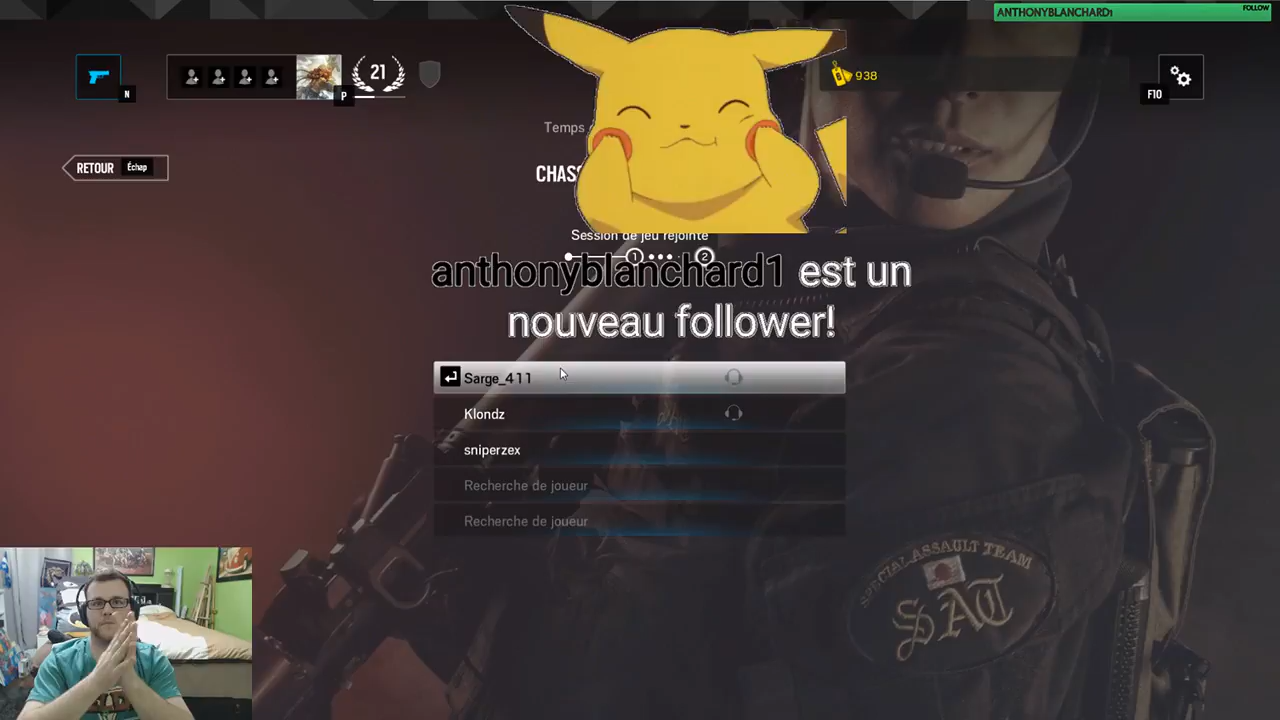 ANTHONYBLANCHARD1
FOLLOW
N
P
21
938
F10
Temps
RETOUR Échap
CHASS
Session de jeu rejointe
1 2
anthonyblanchard1 est un
nouveau follower!
Sarge_411
Klondz
sniperzex
Recherche de joueur
Recherche de joueur
SPECIAL ASSAULT TEAM
SAT